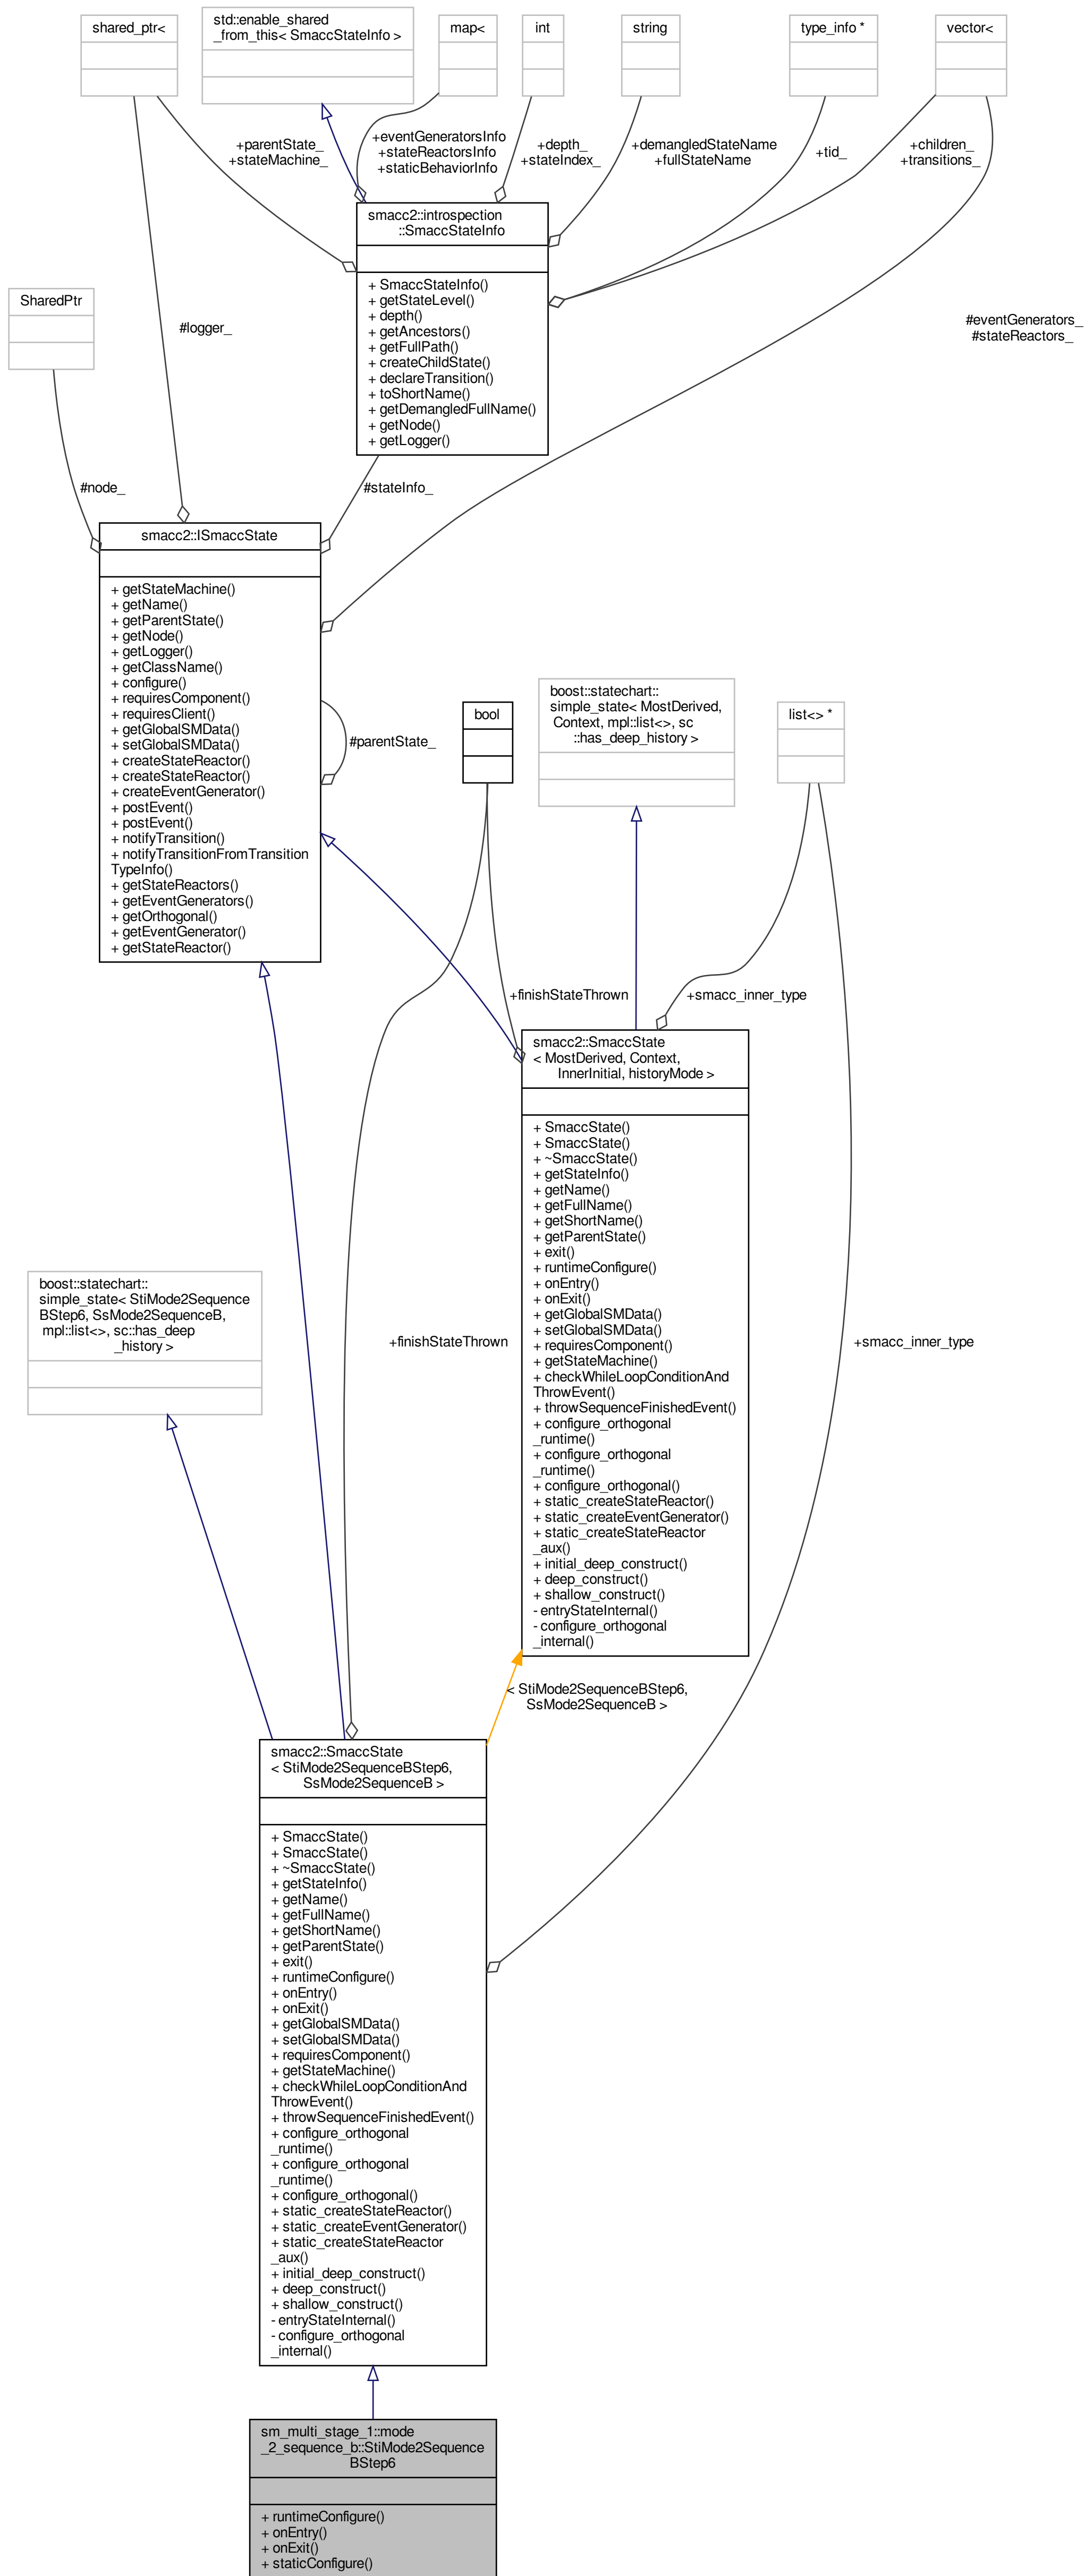 shared_ptr<
std::enable_shared
_from_this< SmaccStateInfo >
map<
int
string
type_info *
vector<
+parentState_
+stateMachine_
+eventGeneratorsInfo
+stateReactorsInfo
+staticBehaviorInfo
+depth_
+stateIndex_
+demangledStateName
+fullStateName
+tid_
+children_
+transitions_
smacc2::introspection
::SmaccStateInfo
+ SmaccStateInfo()
+ getStateLevel()
+ depth()
+ getAncestors()
+ getFullPath()
+ createChildState()
+ declareTransition()
+ toShortName()
+ getDemangledFullName()
+ getNode()
+ getLogger()
SharedPtr
#logger_
#eventGenerators_
#stateReactors_
#node_
#stateInfo_
smacc2::ISmaccState
+ getStateMachine()
+ getName()
+ getParentState()
+ getNode()
+ getLogger()
+ getClassName()
+ configure()
+ requiresComponent()
+ requiresClient()
+ getGlobalSMData()
+ setGlobalSMData()
+ createStateReactor()
+ createStateReactor()
+ createEventGenerator()
+ postEvent()
+ postEvent()
+ notifyTransition()
+ notifyTransitionFromTransition
TypeInfo()
+ getStateReactors()
+ getEventGenerators()
+ getOrthogonal()
+ getEventGenerator()
+ getStateReactor()
#parentState_
bool
boost::statechart::
simple_state< MostDerived,
Context, mpl::list<>, sc
::has_deep_history >
list<> *
+finishStateThrown
+smacc_inner_type
smacc2::SmaccState
< MostDerived, Context,
InnerInitial, historyMode >
+ SmaccState()
+ SmaccState()
+ ~SmaccState()
+ getStateInfo()
+ getName()
+ getFullName()
+ getShortName()
+ getParentState()
+ exit()
+ runtimeConfigure()
+ onEntry()
+ onExit()
+ getGlobalSMData()
+ setGlobalSMData()
+ requiresComponent()
+ getStateMachine()
+ checkWhileLoopConditionAnd
ThrowEvent()
+ throwSequenceFinishedEvent()
+ configure_orthogonal
_runtime()
+ configure_orthogonal
_runtime()
+ configure_orthogonal()
+ static_createStateReactor()
+ static_createEventGenerator()
+ static_createStateReactor
_aux()
+ initial_deep_construct()
+ deep_construct()
+ shallow_construct()
- entryStateInternal()
- configure_orthogonal
_internal()
boost::statechart::
simple_state< StiMode2Sequence
BStep6, SsMode2SequenceB,
mpl::list<>, sc::has_deep
_history >
+finishStateThrown
+smacc_inner_type
< StiMode2SequenceBStep6,
SsMode2SequenceB >
smacc2::SmaccState
< StiMode2SequenceBStep6,
SsMode2SequenceB >
+ SmaccState()
+ SmaccState()
+ ~SmaccState()
+ getStateInfo()
+ getName()
+ getFullName()
+ getShortName()
+ getParentState()
+ exit()
+ runtimeConfigure()
+ onEntry()
+ onExit()
+ getGlobalSMData()
+ setGlobalSMData()
+ requiresComponent()
+ getStateMachine()
+ checkWhileLoopConditionAnd
ThrowEvent()
+ throwSequenceFinishedEvent()
+ configure_orthogonal
_runtime()
+ configure_orthogonal
_runtime()
+ configure_orthogonal()
+ static_createStateReactor()
+ static_createEventGenerator()
+ static_createStateReactor
_aux()
+ initial_deep_construct()
+ deep_construct()
+ shallow_construct()
- entryStateInternal()
- configure_orthogonal
_internal()
sm_multi_stage_1::mode
_2_sequence_b::StiMode2Sequence
BStep6
+ runtimeConfigure()
+ onEntry()
+ onExit()
+ staticConfigure()